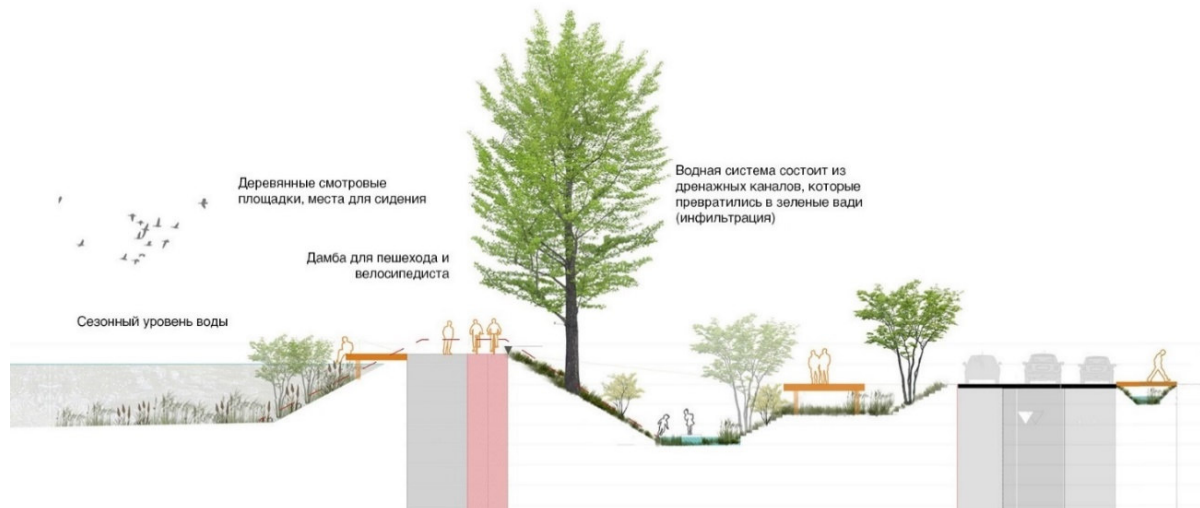 Деревянные смотровые
площадки, места для сидения
Дамба для пешехода и
велосипедиста
Сезонный уровень воды
Водная система состоит из
дренажных каналов, которые
превратились в зеленые вади
(инфильтрация)